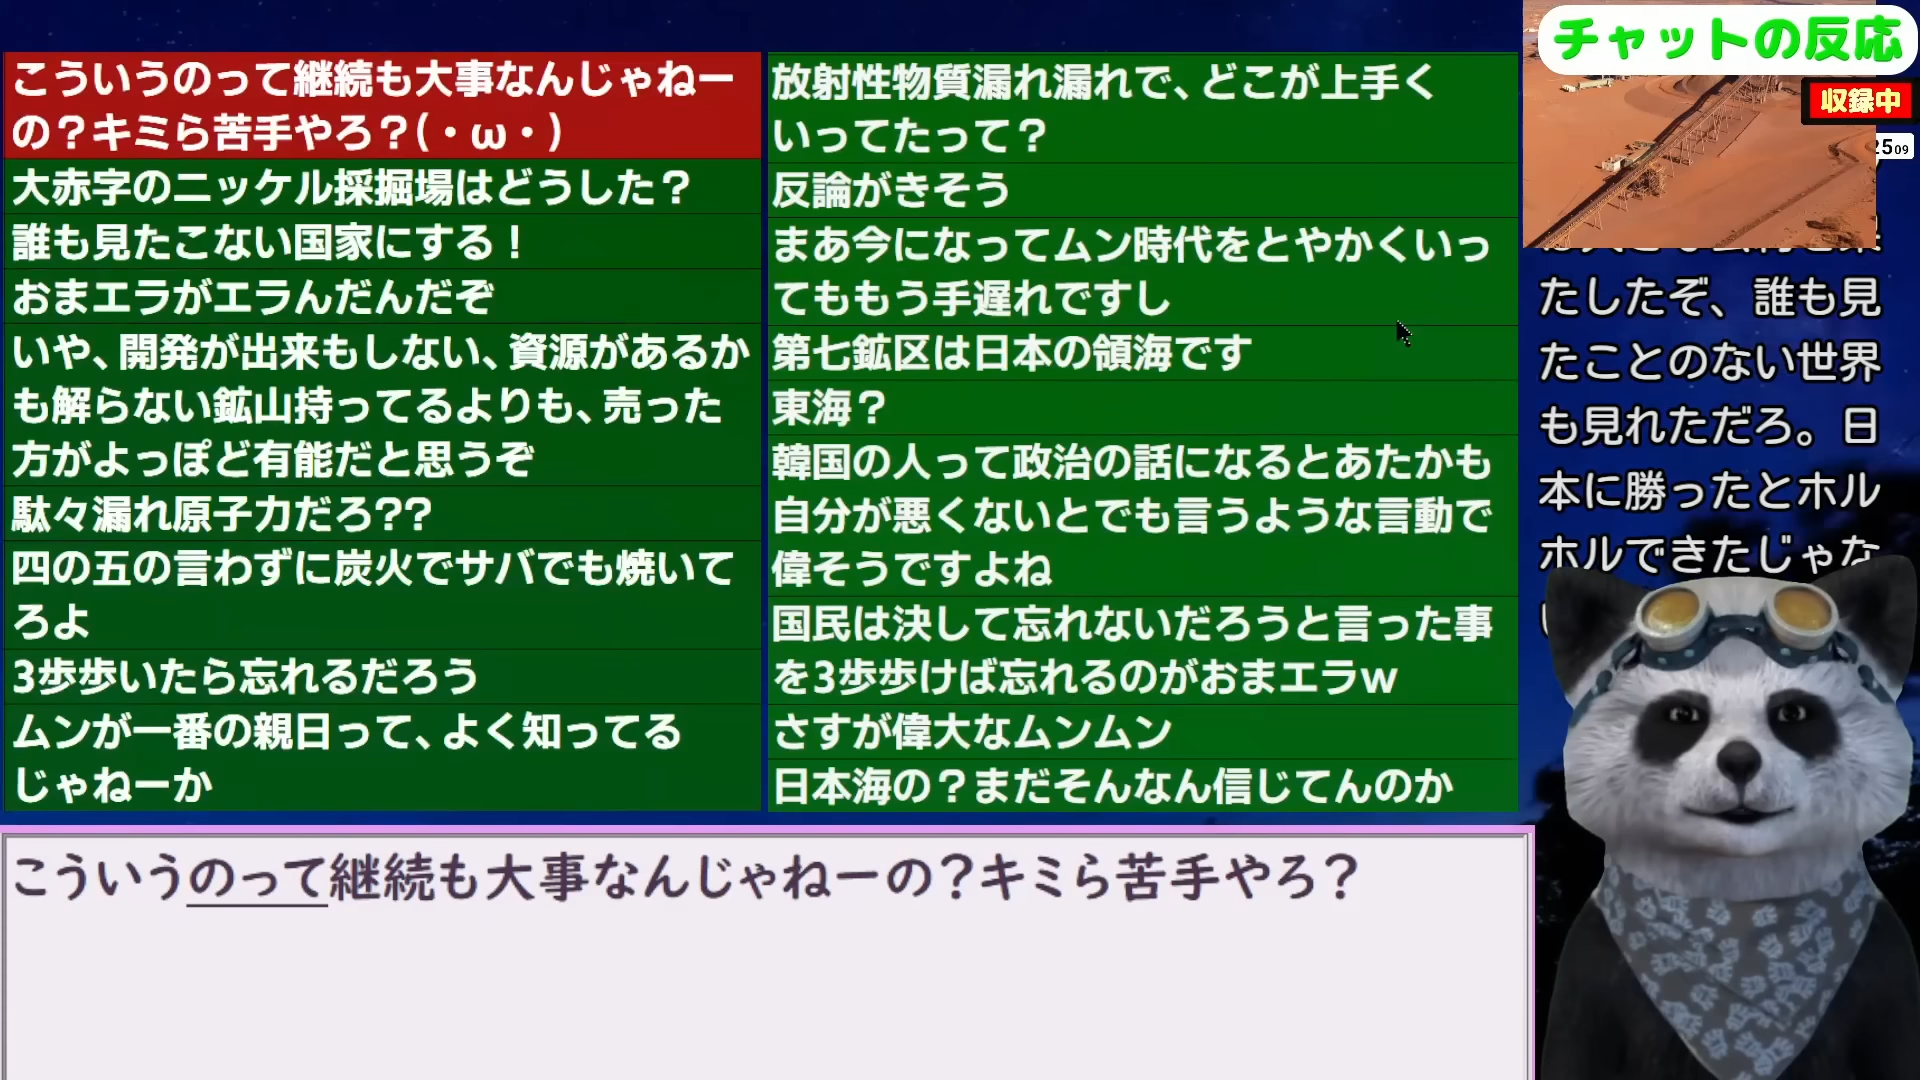 こういうのって継続も大事なんじゃねー
の？キミら苦手やろ？(・ω・)
大赤字のニッケル採掘場はどうした？
誰も見たこない国家にする！
おまエラがエラんだんだぞ
いや、開発が出来もしない、資源があるか
も解らない鉱山持ってるよりも、売った
方がよっぽど有能だと思うぞ
駄々漏れ原子力だろ??
四の五の言わずに炭火でサバでも焼いて
ろよ
3歩歩いたら忘れるだろう
ムンが一番の親日って、よく知ってる
じゃねーか
放射性物質漏れ漏れで、どこが上手く
いってたって？
反論がきそう
まあ今になってムン時代をとやかくいっ
てももう手遅れですし
第七鉱区は日本の領海です
東海？
韓国の人って政治の話になるとあたかも
自分が悪くないとでも言うような言動で
偉そうですよね
国民は決して忘れないだろうと言った事
を3歩歩けば忘れるのがおまエラw
さすが偉大なムンムン
日本海の？まだそんなん信じてんのか
チャットの反応
収録中
2509
たしたぞ、誰も見
たことのない世界
も見れただろ。日
本に勝ったとホル
ホルできたじゃな
こういうのって継続も大事なんじゃねーの？キミら苦手やろ？